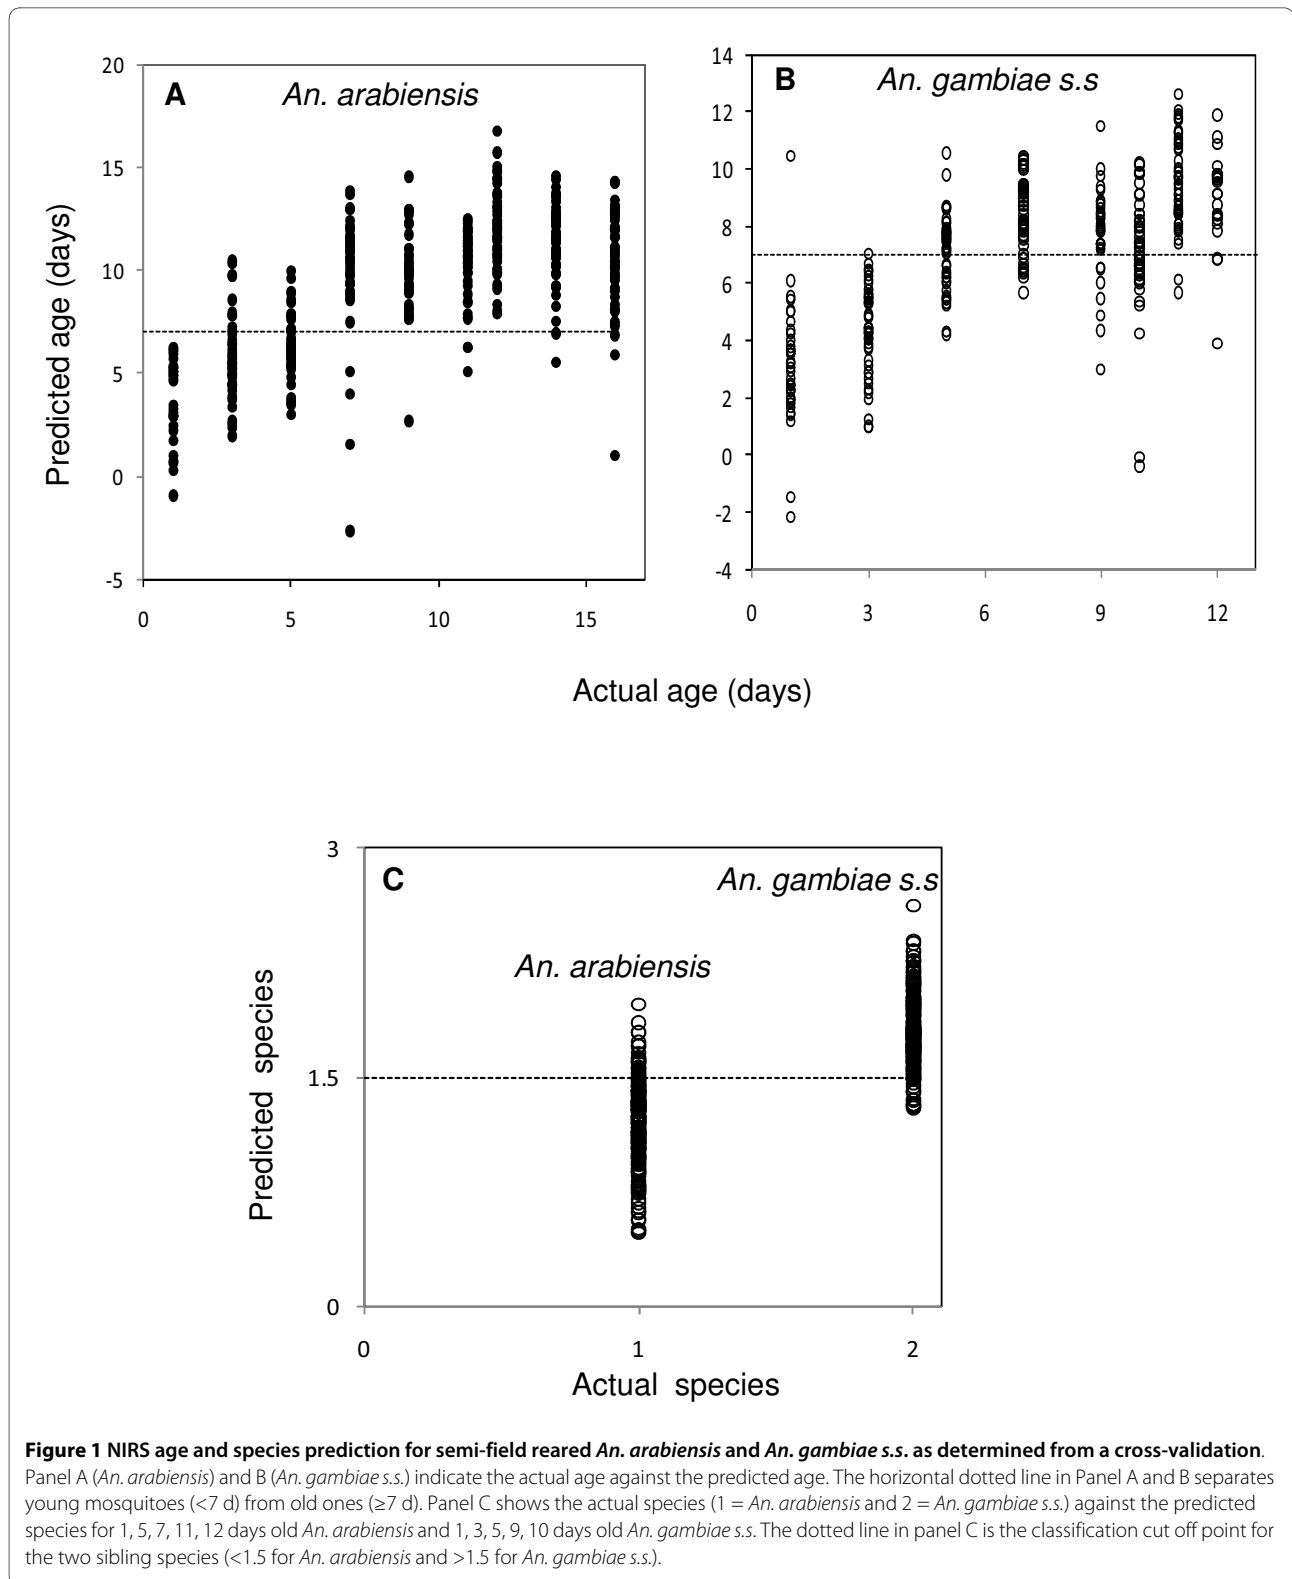 A
An. arabiensis
20
15
10
5
0
-5
0 5 10 15
Predicted age (days)
B
An. gambiae s.s
14
12
10
8
6
4
2
0
-2
-4
0 3 6 9 12
Actual age (days)
C
An. gambiae s.s
An. arabiensis
3
1.5
0
Predicted species
0 1 2
Actual species
Figure 1 NIRS age and species prediction for semi-field reared An. arabiensis and An. gambiae s.s. as determined from a cross-validation.
Panel A (An. arabiensis) and B (An. gambiae s.s.) indicate the actual age against the predicted age. The horizontal dotted line in Panel A and B separates
young mosquitoes (<7 d) from old ones (≥7 d). Panel C shows the actual species (1 = An. arabiensis and 2 = An. gambiae s.s.) against the predicted
species for 1, 5, 7, 11, 12 days old An. arabiensis and 1, 3, 5, 9, 10 days old An. gambiae s.s. The dotted line in panel C is the classification cut off point for
the two sibling species (<1.5 for An. arabiensis and >1.5 for An. gambiae s.s.).